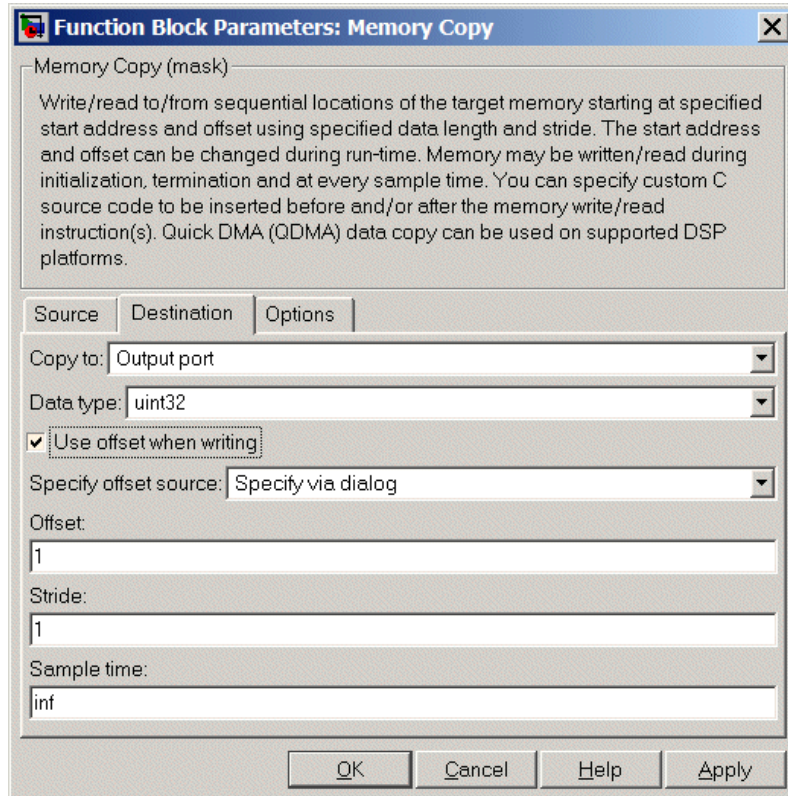 Function Block Parameters: Memory Copy
Memory Copy (mask)
Write/read to/from sequential locations of the target memory starting at specified
start address and offset using specified data length and stride. The start address
and offset can be changed during run-time. Memory may be written/read during
initialization, termination and at every sample time. You can specify custom C
source code to be inserted before and/or after the memory write/read
instruction(s). Quick DMA (QDMA) data copy can be used on supported DSP
platforms.
Source Destination Options
Copy to: Output port
Data type: uint32
Use offset when writing
Specify offset source: Specify via dialog
Offset:
1
Stride:
1
Sample time:
inf
OK Cancel Help Apply